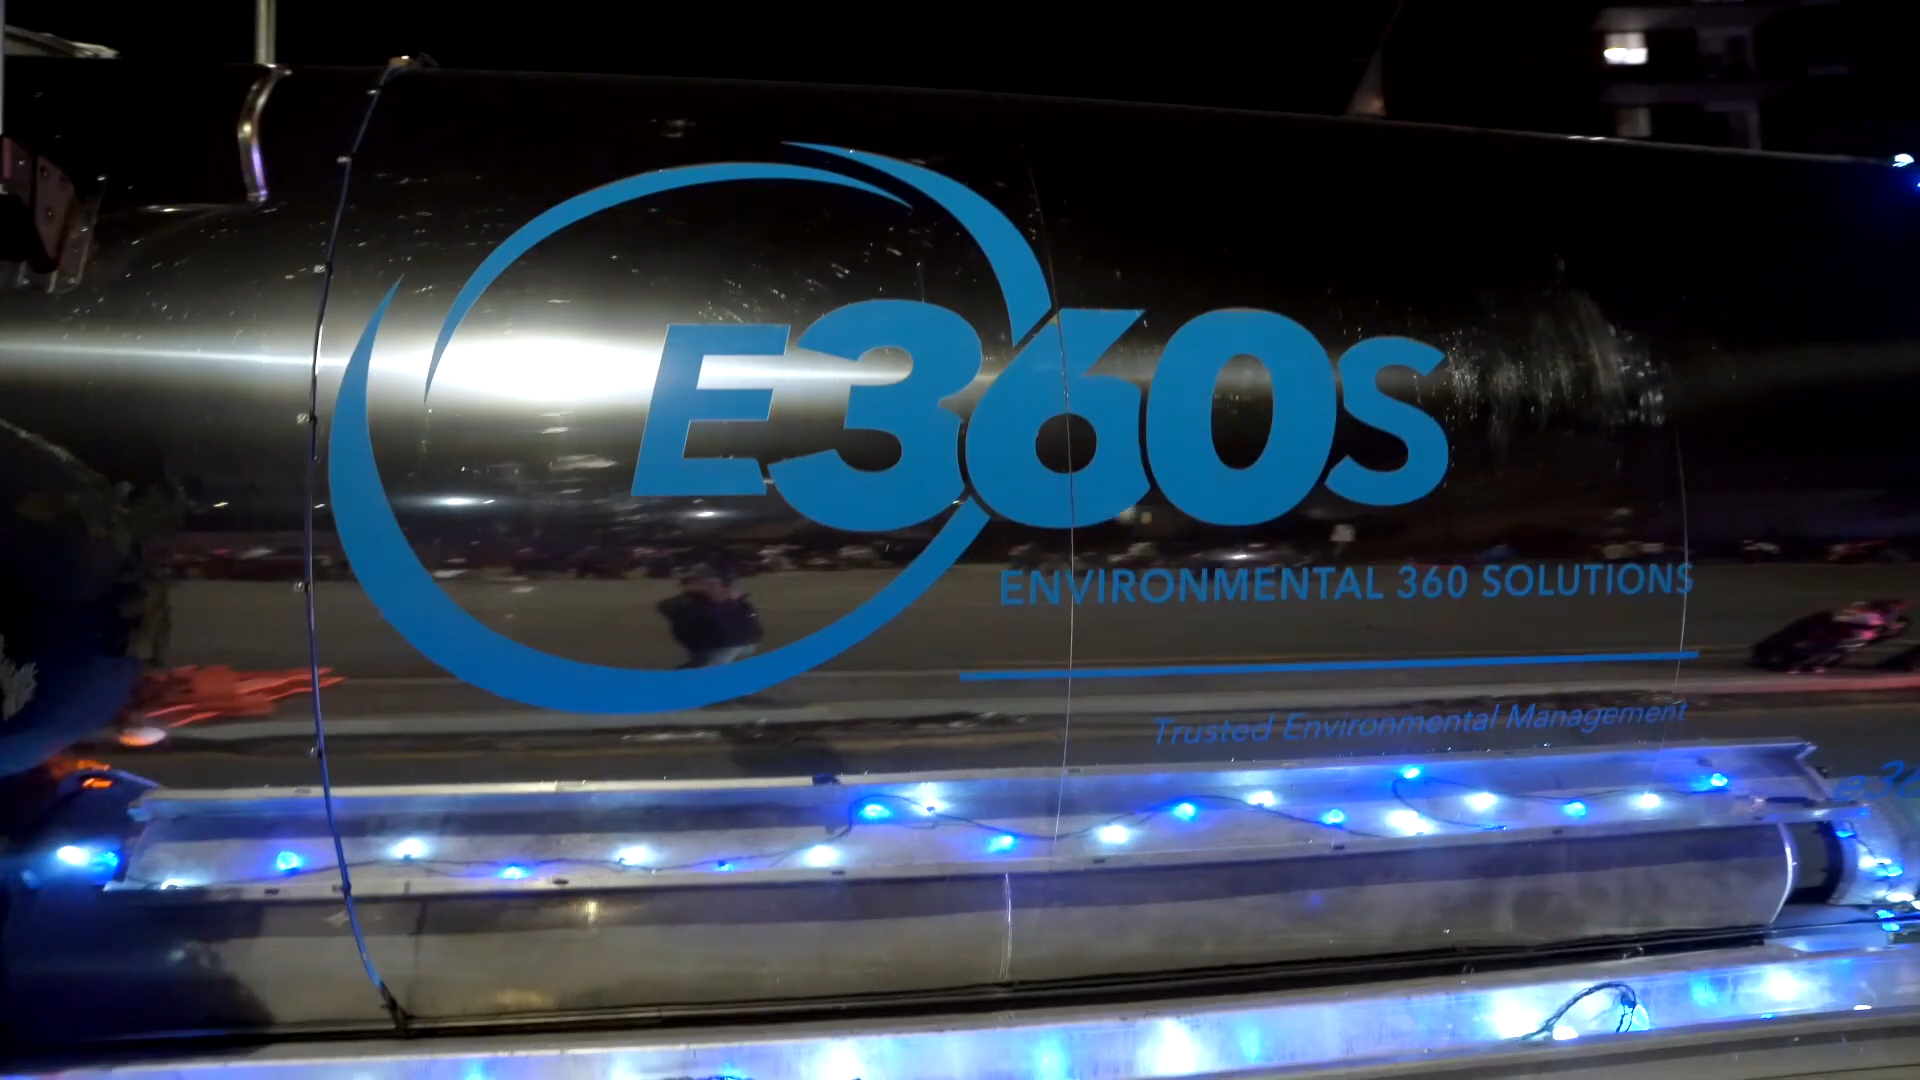 E360S
ENVIRONMENTAL 360 SOLUTIONS
Trusted Environmental Management